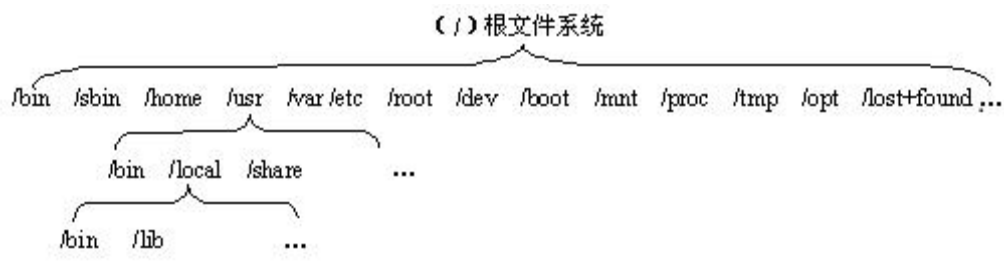 （/）根文件系统
/bin /sbin /home /usr /var /etc /root /dev /boot /mnt /proc /tmp /opt /lost+found ...
/bin /local /share ...
/bin /lib ...